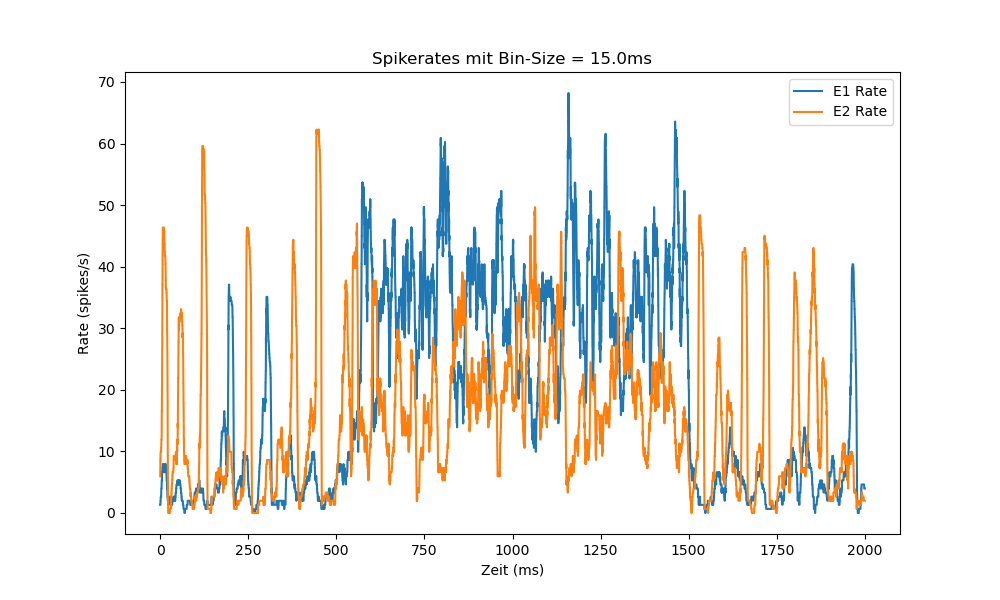 Spikerates mit Bin-Size = 15.0ms
E1 Rate
E2 Rate
Rate (spikes/s)
70
60
50
40
30
20
10
0
0 250 500 750 1000 1250 1500 1750 2000
Zeit (ms)